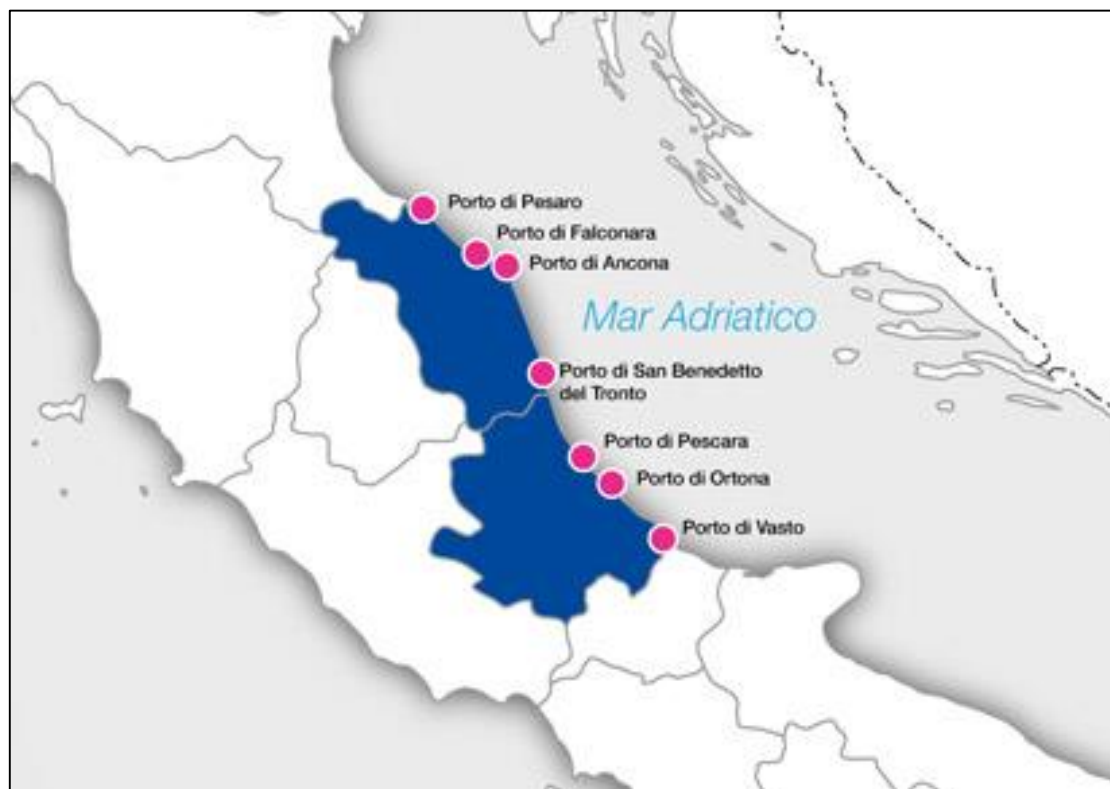 Porto di Pesaro
Porto di Falconara
Porto di Ancona
Mar Adriatico
Porto di San Benedetto
del Tronto
Porto di Pescara
Porto di Ortona
Porto di Vasto